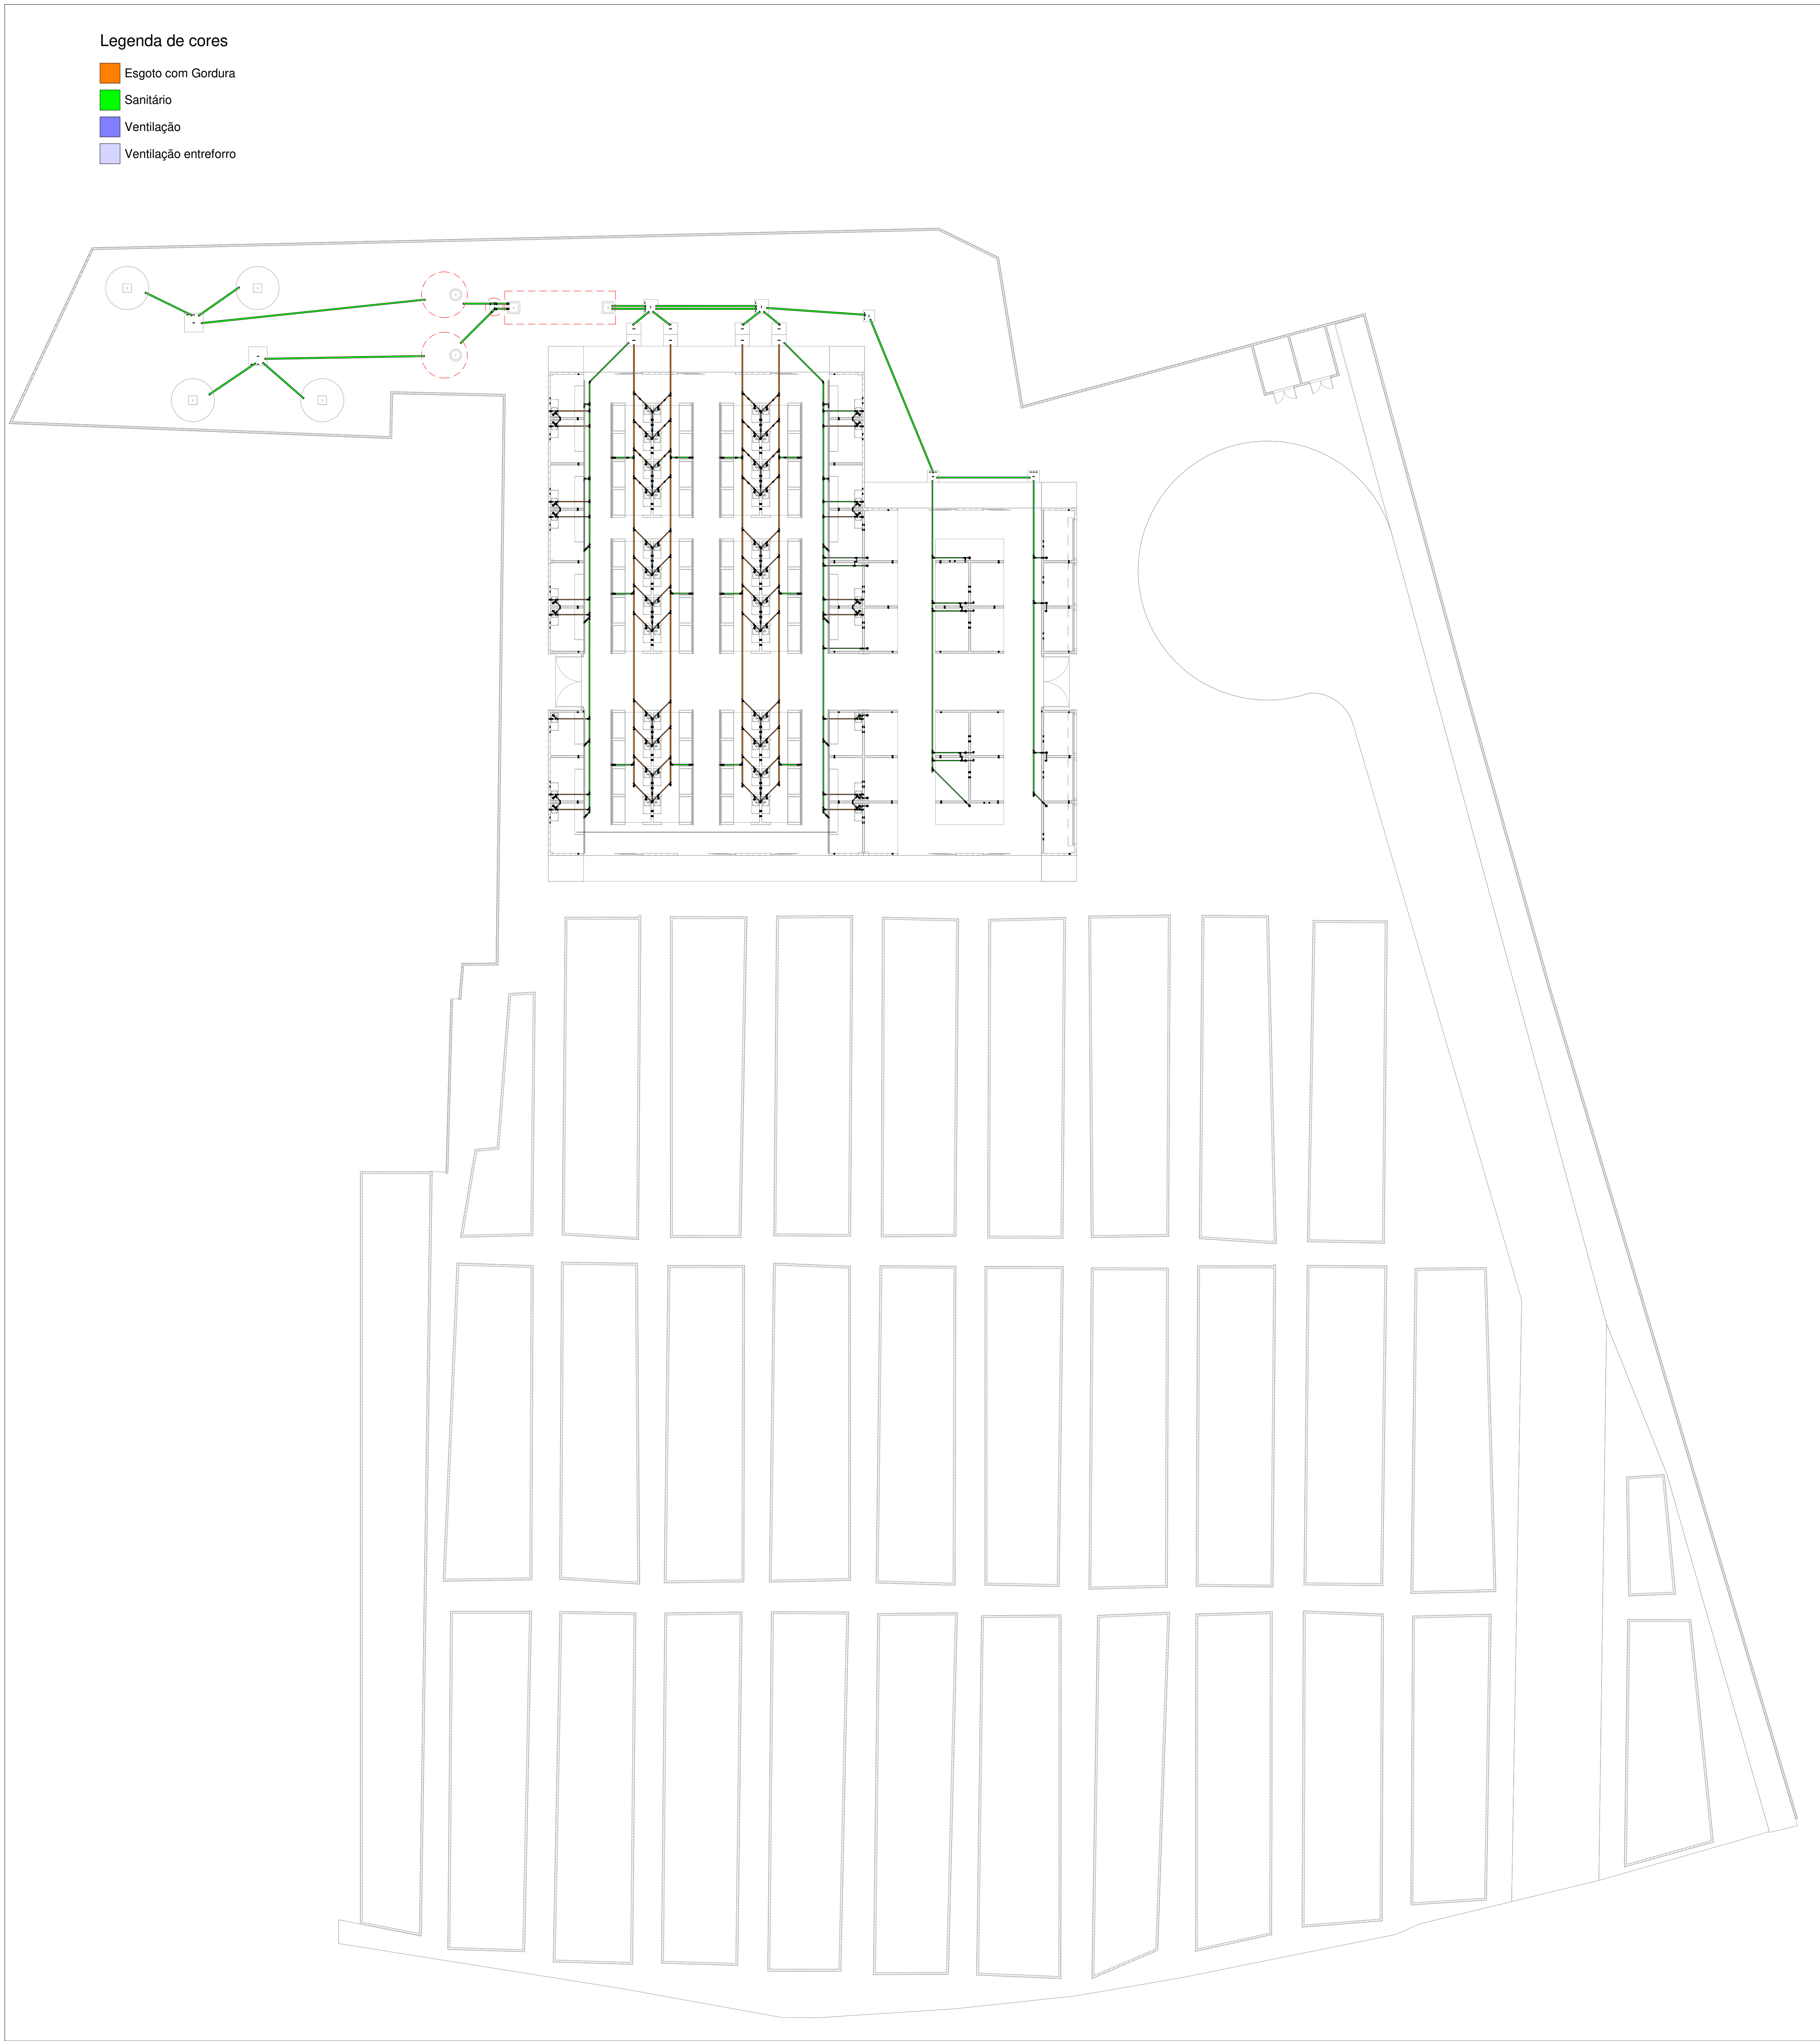 Legenda de cores
Esgoto com Gordura
Sanitário
Ventilação
Ventilação entreforro